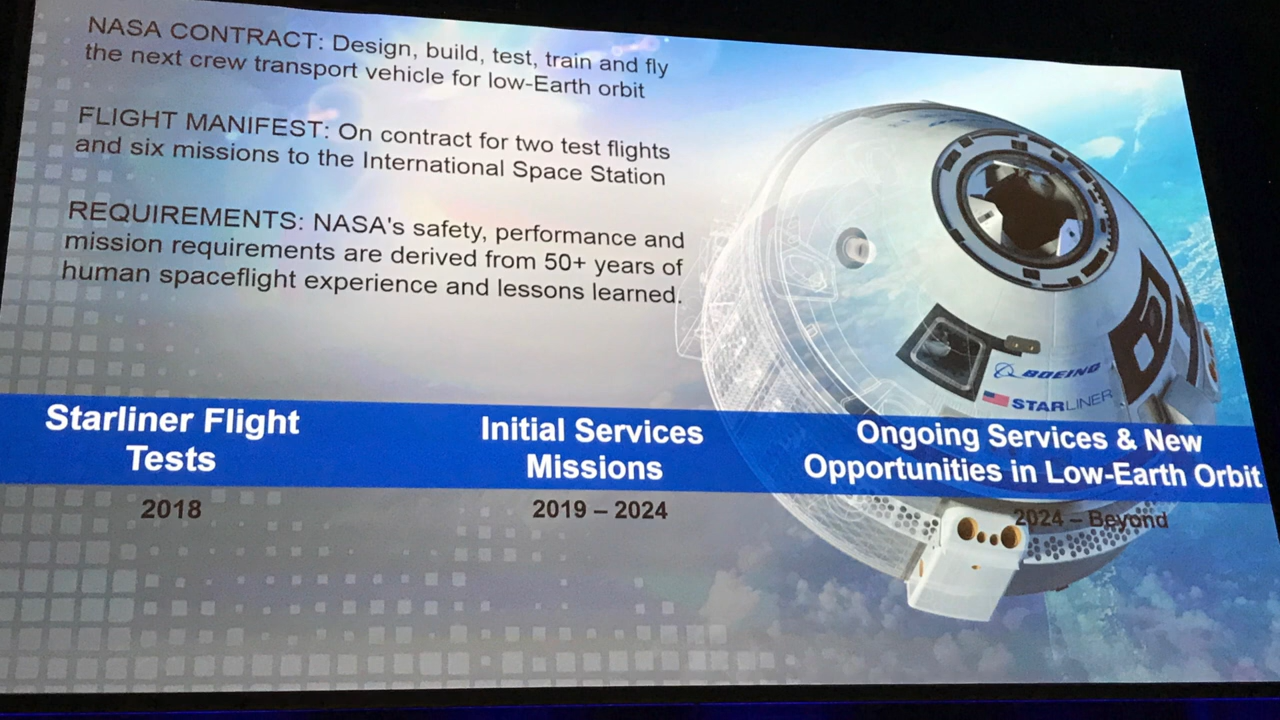 NASA CONTRACT: Design, build, test, train and fly
the next crew transport vehicle for low-Earth orbit
FLIGHT MANIFEST: On contract for two test flights
and six missions to the International Space Station
REQUIREMENTS: NASA's safety, performance and
mission requirements are derived from 50+ years of
human spaceflight experience and lessons learned.
BOEING
STARLINER
Starliner Flight
Tests
2018
Initial Services
Missions
2019 – 2024
Ongoing Services & New
Opportunities in Low-Earth Orbit
2024 – Beyond